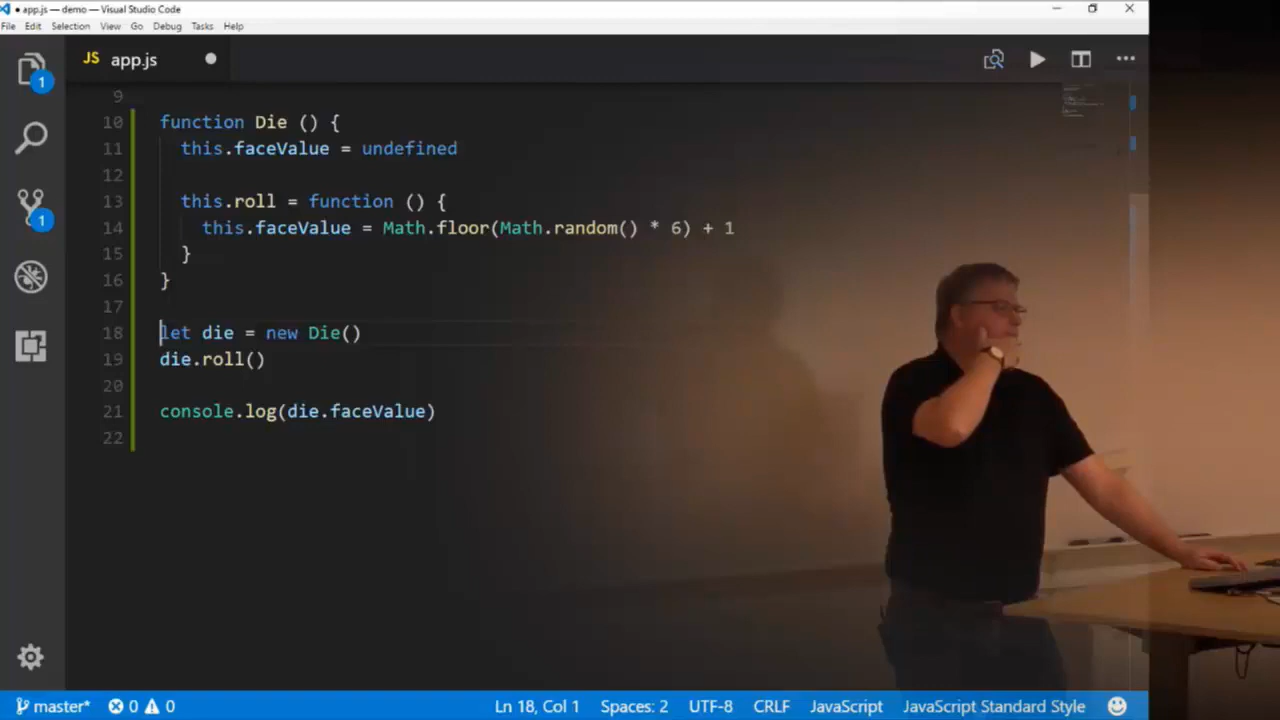 app.js — demo — Visual Studio Code
File Edit Selection View Go Debug Tasks Help
JS app.js
1
1
9
10 function Die () {
11 this.faceValue = undefined
12
13 this.roll = function () {
14 this.faceValue = Math.floor(Math.random() * 6) + 1
15 }
16 }
17
18 let die = new Die()
19 die.roll()
20
21 console.log(die.faceValue)
22
master* 0 0 Ln 18, Col 1 Spaces: 2 UTF-8 CRLF JavaScript JavaScript Standard Style